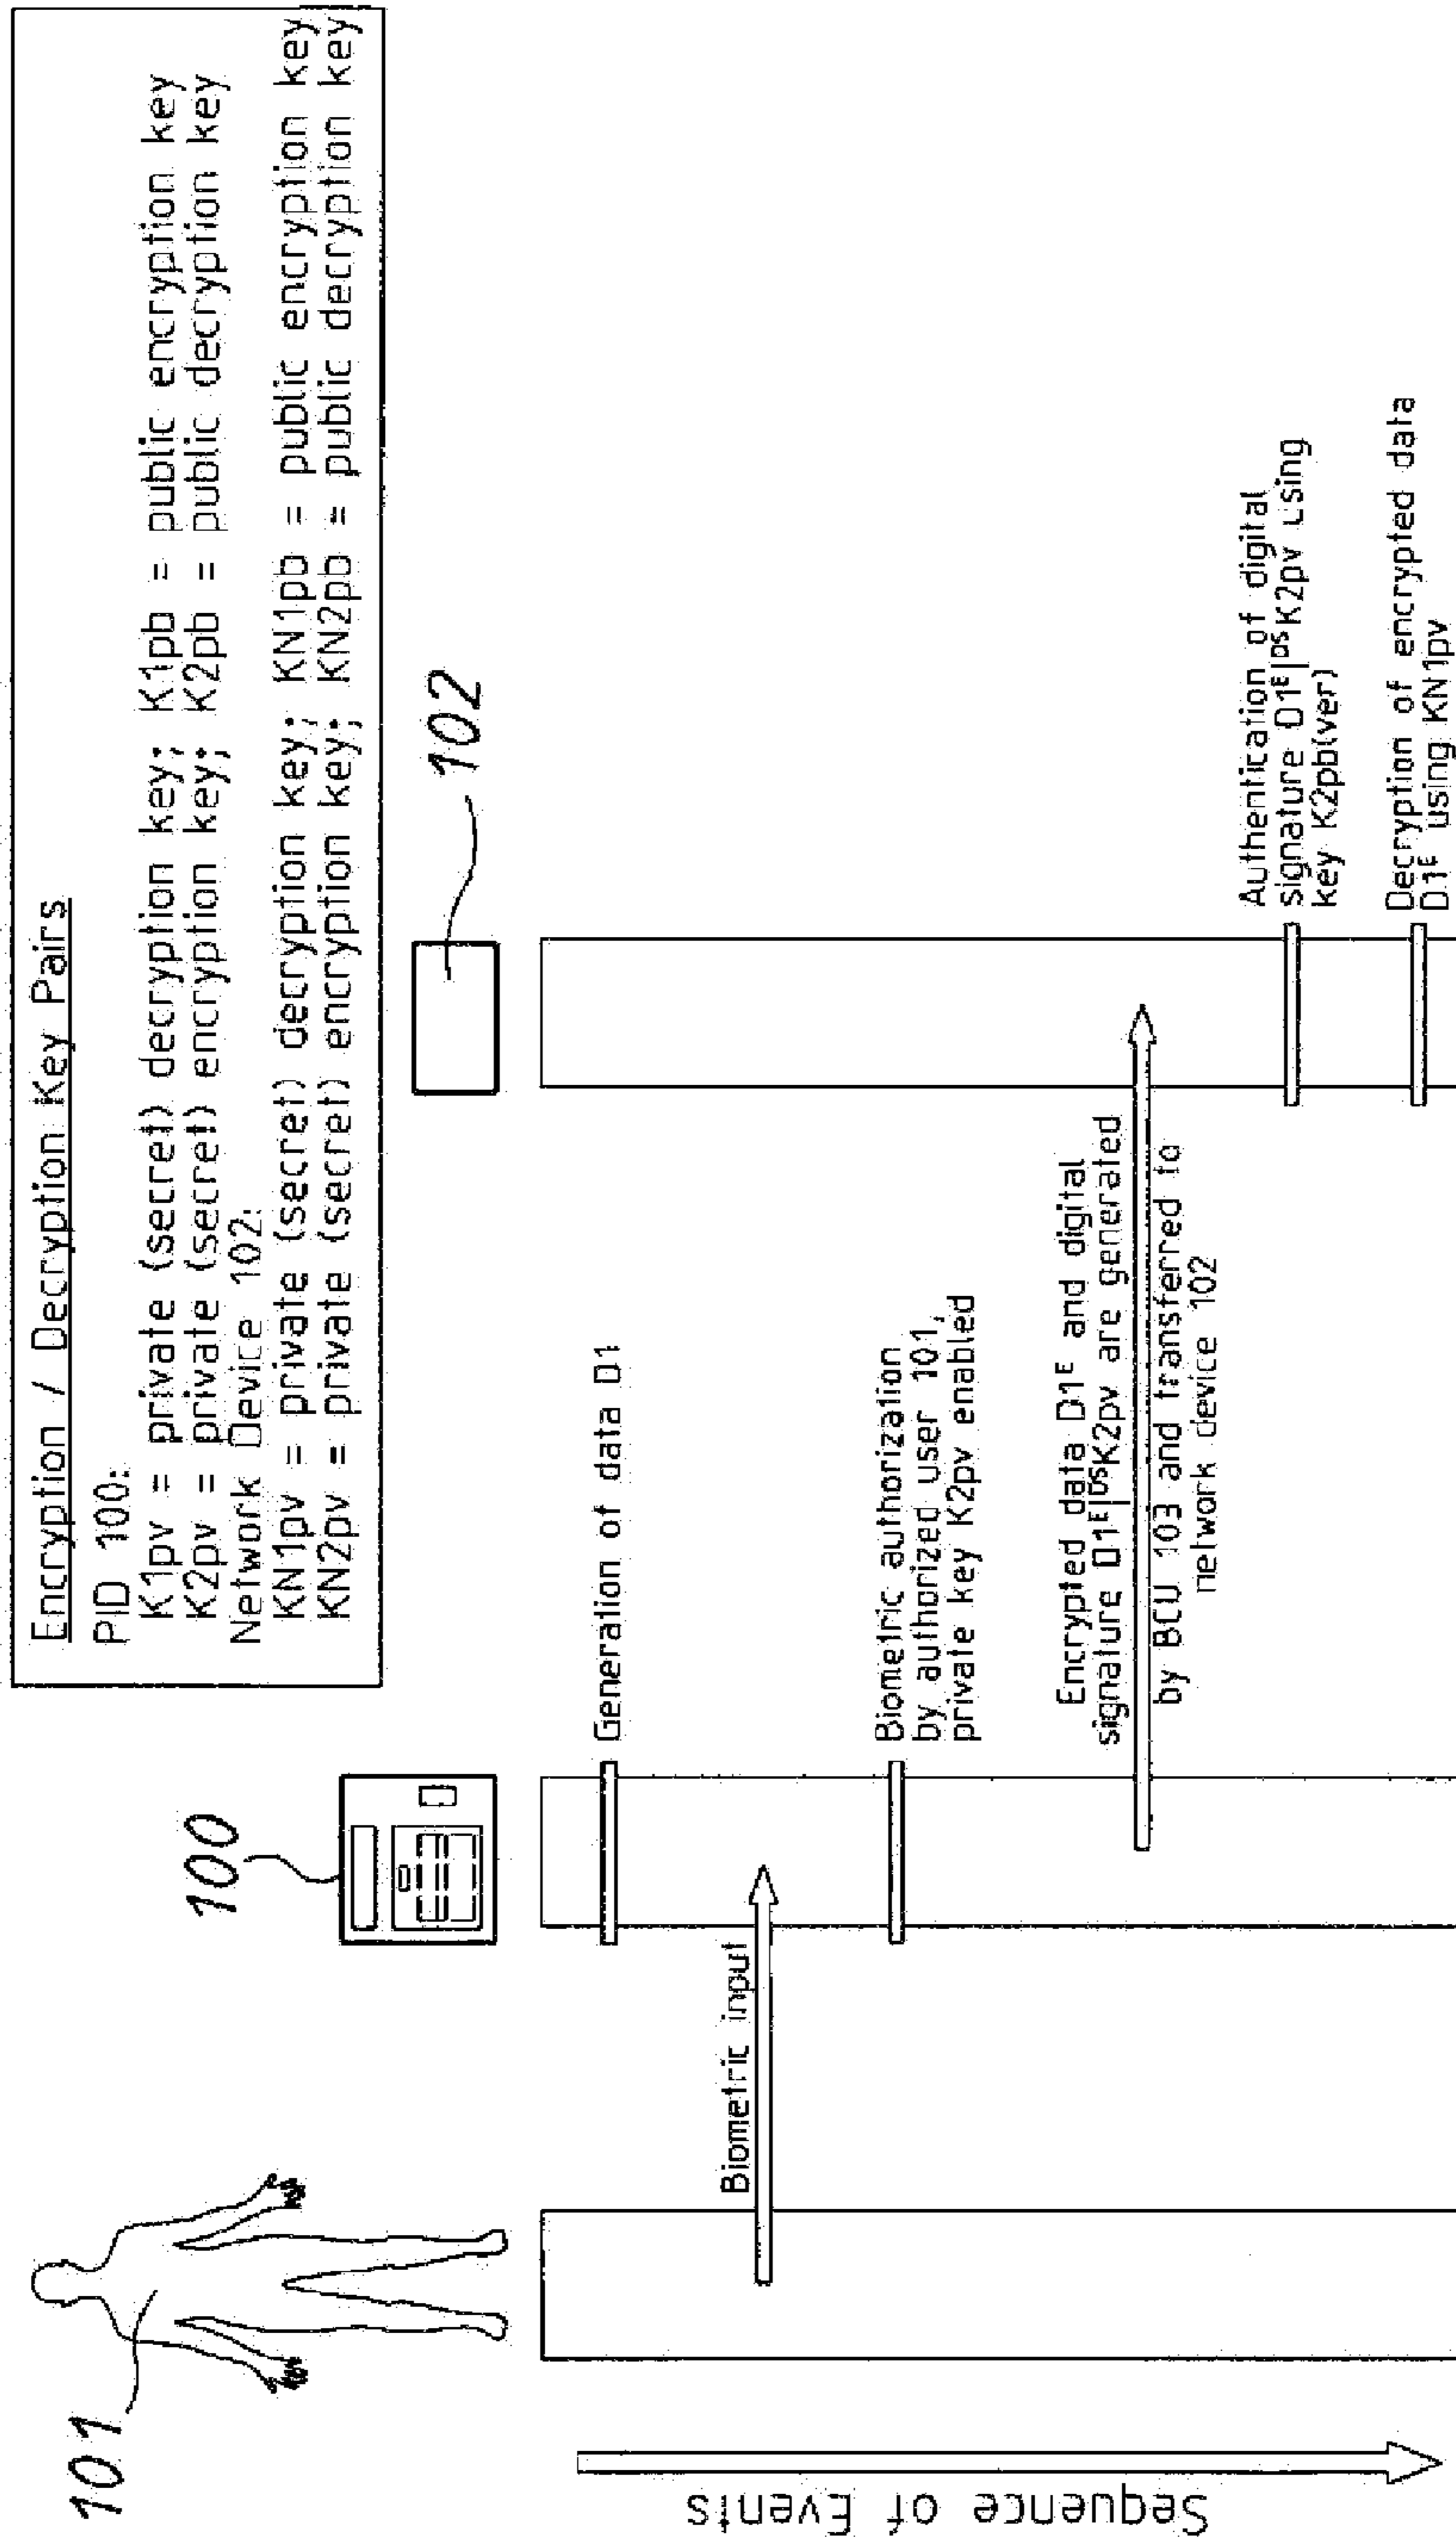 Encryption / Decryption Key Pairs
PID 100:
K1pv = private (secret) decryption key; K1pb = public encryption key
K2pv = private (secret) encryption key; K2pb = public decryption key
Network Device 102:
KN1pv = private (secret) decryption key; KN1pb = public encryption key
KN2pv = private (secret) encryption key; KN2pb = public decryption key
101
100
102
Generation of data D1
Biometric input
Biometric authorization
by authorized user 101,
private key K2pv enabled
Encrypted data D1ᴱ and digital
signature D1ᴱ|ᴰˢK2pv are generated
by BCU 103 and transferred to
network device 102
Authentication of digital
signature D1ᴱ|ᴰˢK2pv using
key K2pb(ver)
Decryption of encrypted data
D1ᴱ using KN1pv
Sequence of Events